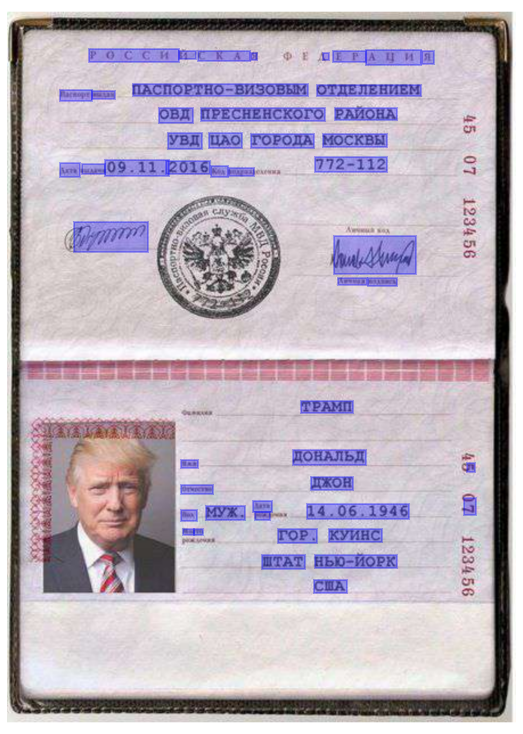 РОССИЙСКАЯ ФЕДЕРАЦИЯ
Паспорт выдан ПАСПОРТНО-ВИЗОВЫМ ОТДЕЛЕНИЕМ
ОВД ПРЕСНЕНСКОГО РАЙОНА
УВД ЦАО ГОРОДА МОСКВЫ
Дата выдачи 09.11.2016 Код подразделения 772-112
Личный код
Личная подпись
Паспортно-визовая служба МВД России
45 07 123456
Фамилия ТРАМП
Имя ДОНАЛЬД
Отчество ДЖОН
Пол МУЖ. Дата рождения 14.06.1946
Место рождения ГОР. КУИНС
ШТАТ НЬЮ-ЙОРК
США
45 07 123456